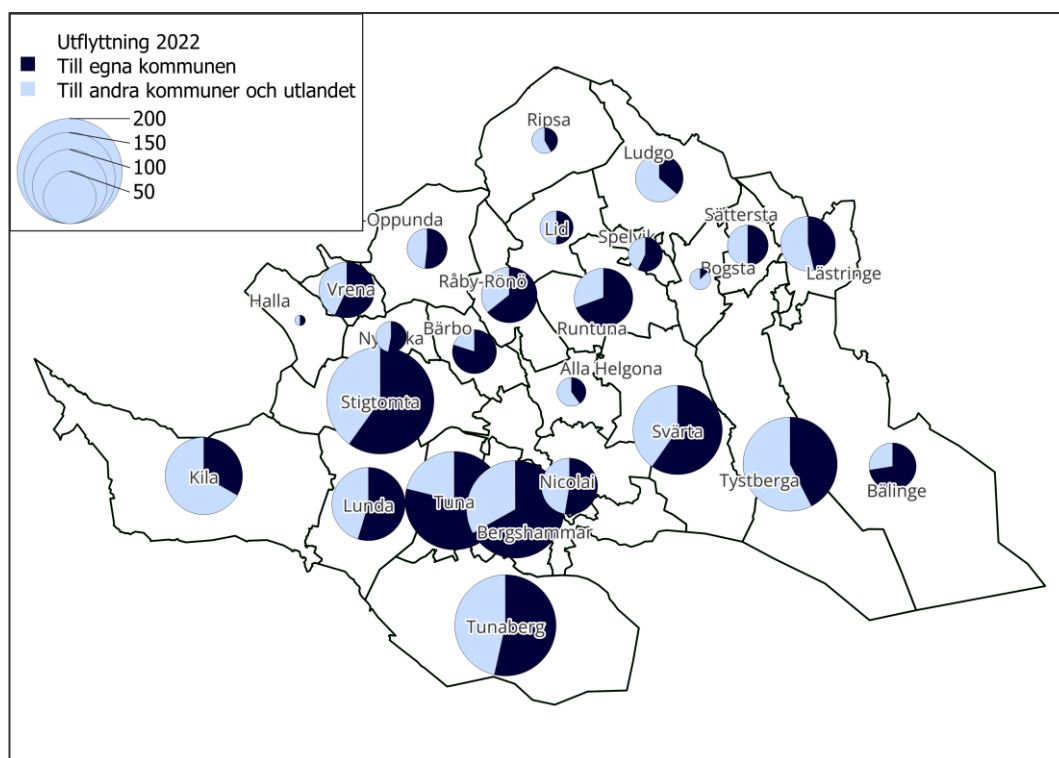 Utflyttning 2022
Till egna kommunen
Till andra kommuner och utlandet
200
150
100
50
Ripsa
Ludgo
-Oppunda
Lid
Sättersta
Spelvik
Bogsta
Lästringe
Råby-Rönö
Vrena
Halla
Runtuna
Bärbo
Alla Helgona
Stigtomta
Svärta
Kila
Tystberga
Bälinge
Nicolai
Lunda
Tuna
Bergshammar
Tunaberg